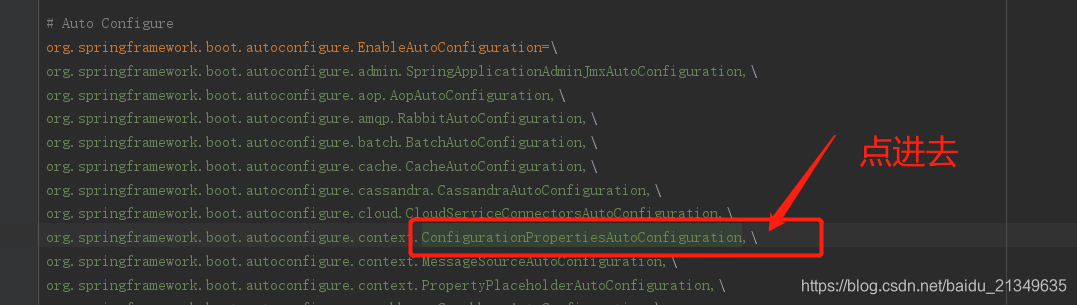 # Auto Configure
org.springframework.boot.autoconfigure.EnableAutoConfiguration=\
org.springframework.boot.autoconfigure.admin.SpringApplicationAdminJmxAutoConfiguration,\
org.springframework.boot.autoconfigure.aop.AopAutoConfiguration,\
org.springframework.boot.autoconfigure.amqp.RabbitAutoConfiguration,\
org.springframework.boot.autoconfigure.batch.BatchAutoConfiguration,\
org.springframework.boot.autoconfigure.cache.CacheAutoConfiguration,\
点进去
org.springframework.boot.autoconfigure.cassandra.CassandraAutoConfiguration,\
org.springframework.boot.autoconfigure.cloud.CloudServiceConnectorsAutoConfiguration,\
org.springframework.boot.autoconfigure.context.ConfigurationPropertiesAutoConfiguration,\
org.springframework.boot.autoconfigure.context.MessageSourceAutoConfiguration,\
org.springframework.boot.autoconfigure.context.PropertyPlaceholderAutoConfiguration,\
https://blog.csdn.net/baidu_21349635